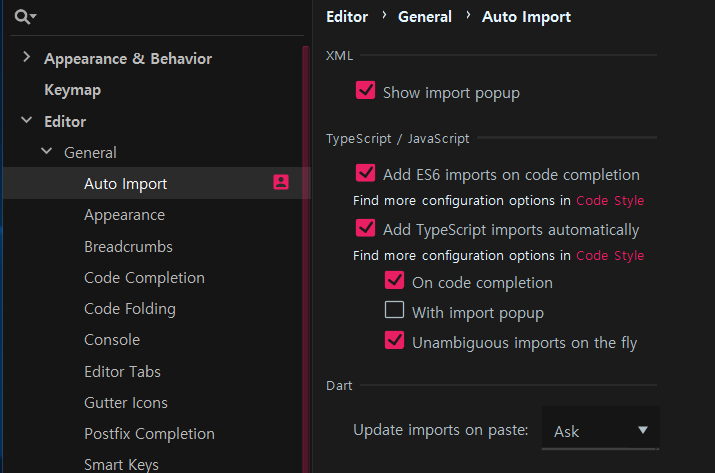 Appearance & Behavior
Keymap
Editor
General
Auto Import
Appearance
Breadcrumbs
Code Completion
Code Folding
Console
Editor Tabs
Gutter Icons
Postfix Completion
Smart Keys
Editor › General › Auto Import
XML
Show import popup
TypeScript / JavaScript
Add ES6 imports on code completion
Find more configuration options in Code Style
Add TypeScript imports automatically
Find more configuration options in Code Style
On code completion
With import popup
Unambiguous imports on the fly
Dart
Update imports on paste: Ask